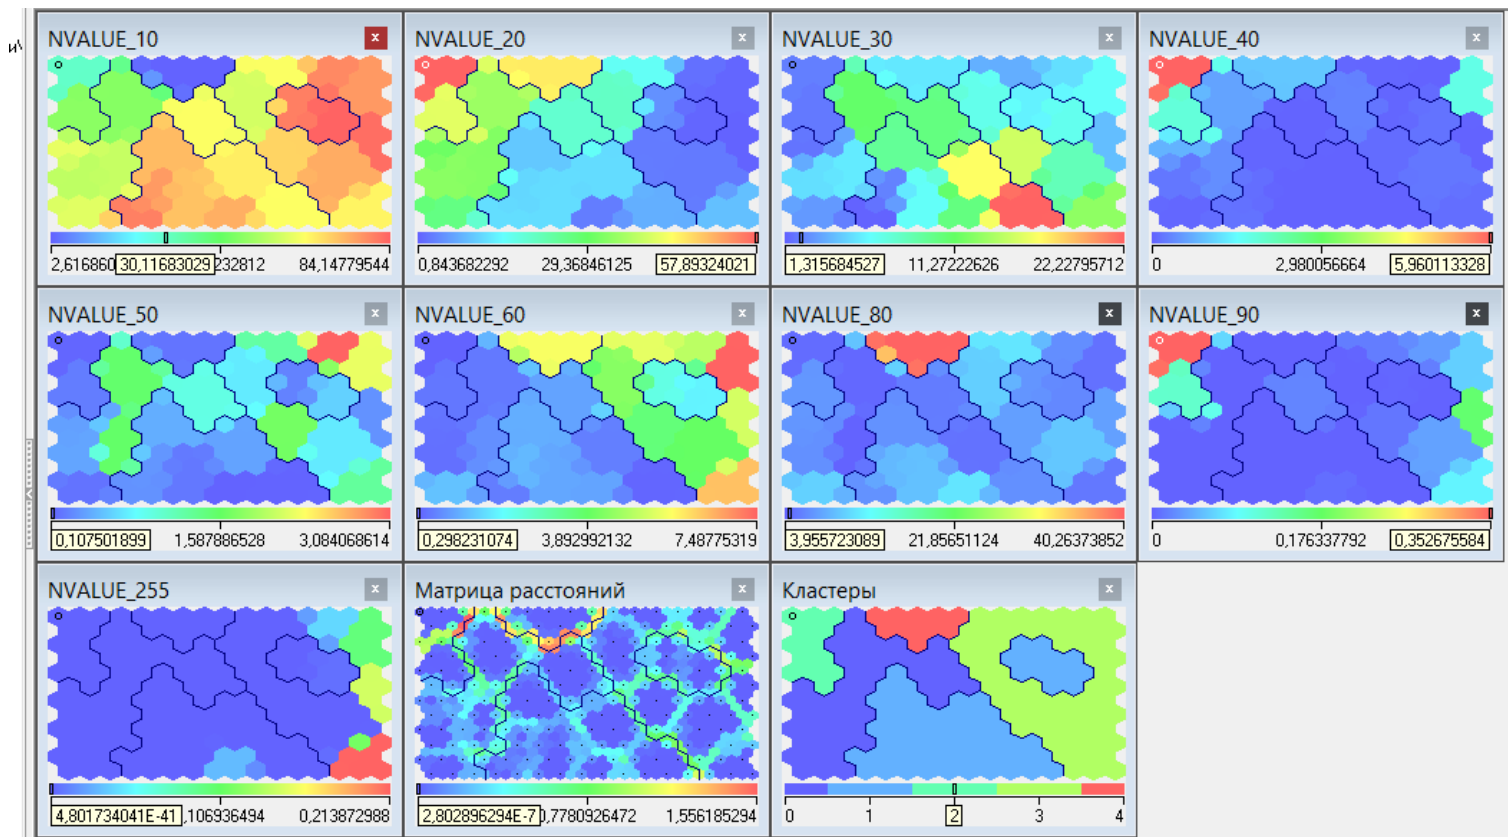 и\
NVALUE_10
NVALUE_20
NVALUE_30
NVALUE_40
2,616860 30,11683029 232812 84,14779544
0,843682292 29,36846125 57,89324021
1,315684527 11,27222626 22,22795712
0 2,980056664 5,960113328
NVALUE_50
NVALUE_60
NVALUE_80
NVALUE_90
0,107501899 1,587886528 3,084068614
0,298231074 3,892992132 7,48775319
3,955723089 21,85651124 40,26373852
0 0,176337792 0,352675584
NVALUE_255
Матрица расстояний
Кластеры
4,801734041E-41 ,106936494 0,213872988
2,802896294E-7 ),7780926472 1,556185294
0 1 2 3 4